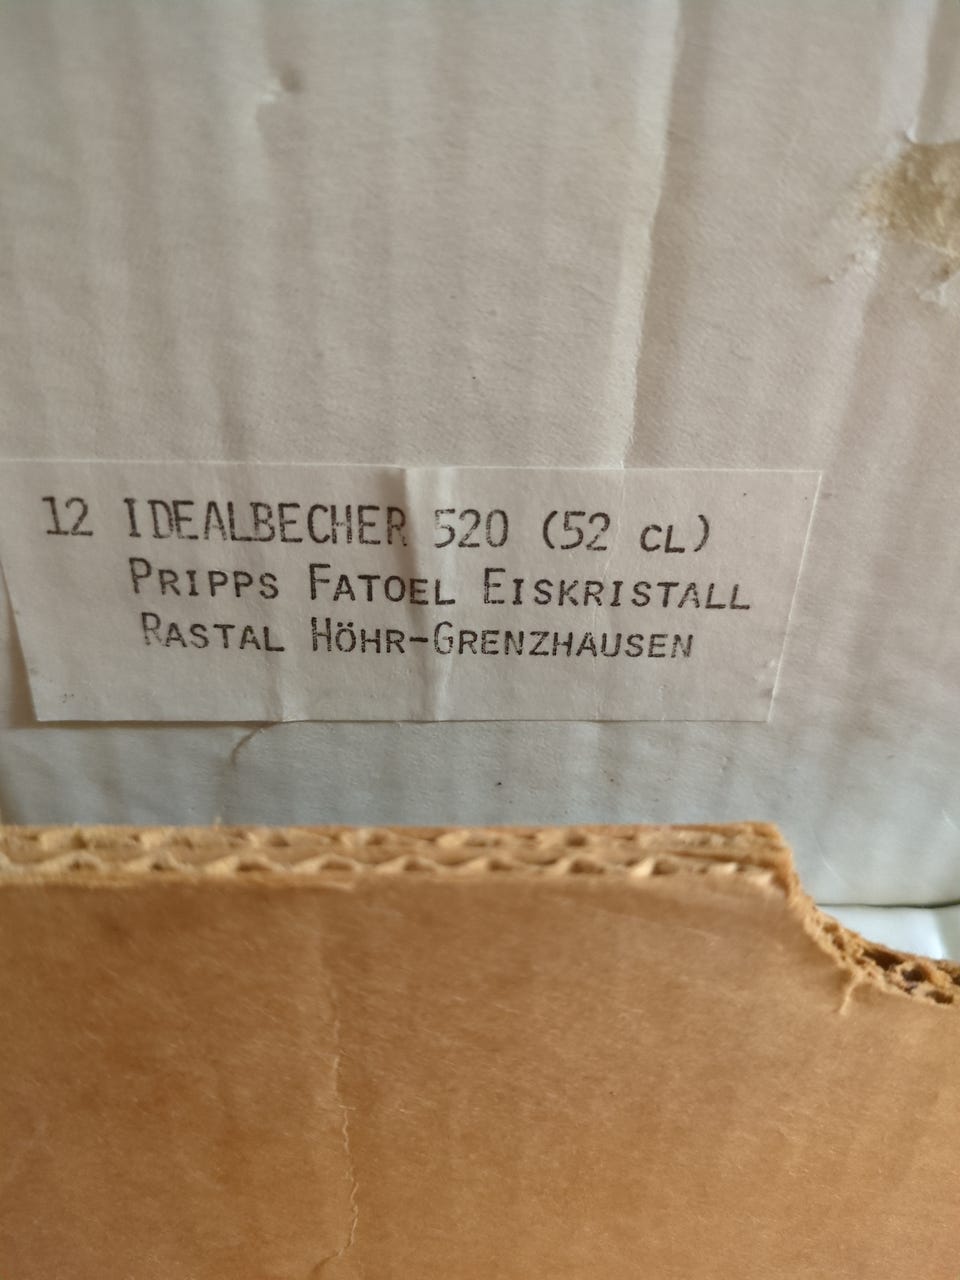 12 IDEALBECHER 520 (52 CL)
PRIPPS FATOEL EISKRISTALL
RASTAL HÖHR-GRENZHAUSEN